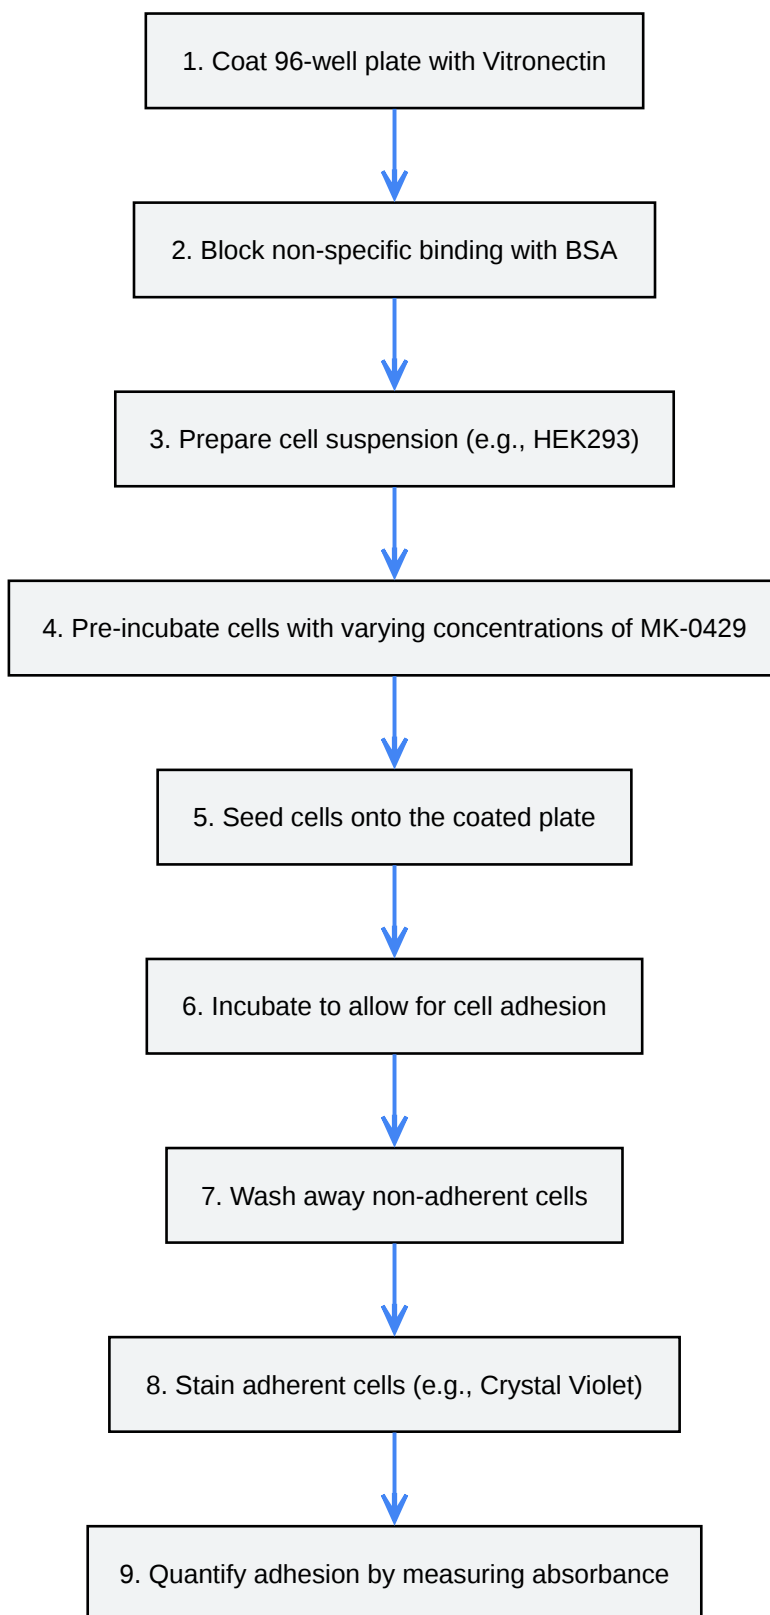 1. Coat 96-well plate with Vitronectin
2. Block non-specific binding with BSA
3. Prepare cell suspension (e.g., HEK293)
4. Pre-incubate cells with varying concentrations of MK-0429
5. Seed cells onto the coated plate
6. Incubate to allow for cell adhesion
7. Wash away non-adherent cells
8. Stain adherent cells (e.g., Crystal Violet)
9. Quantify adhesion by measuring absorbance